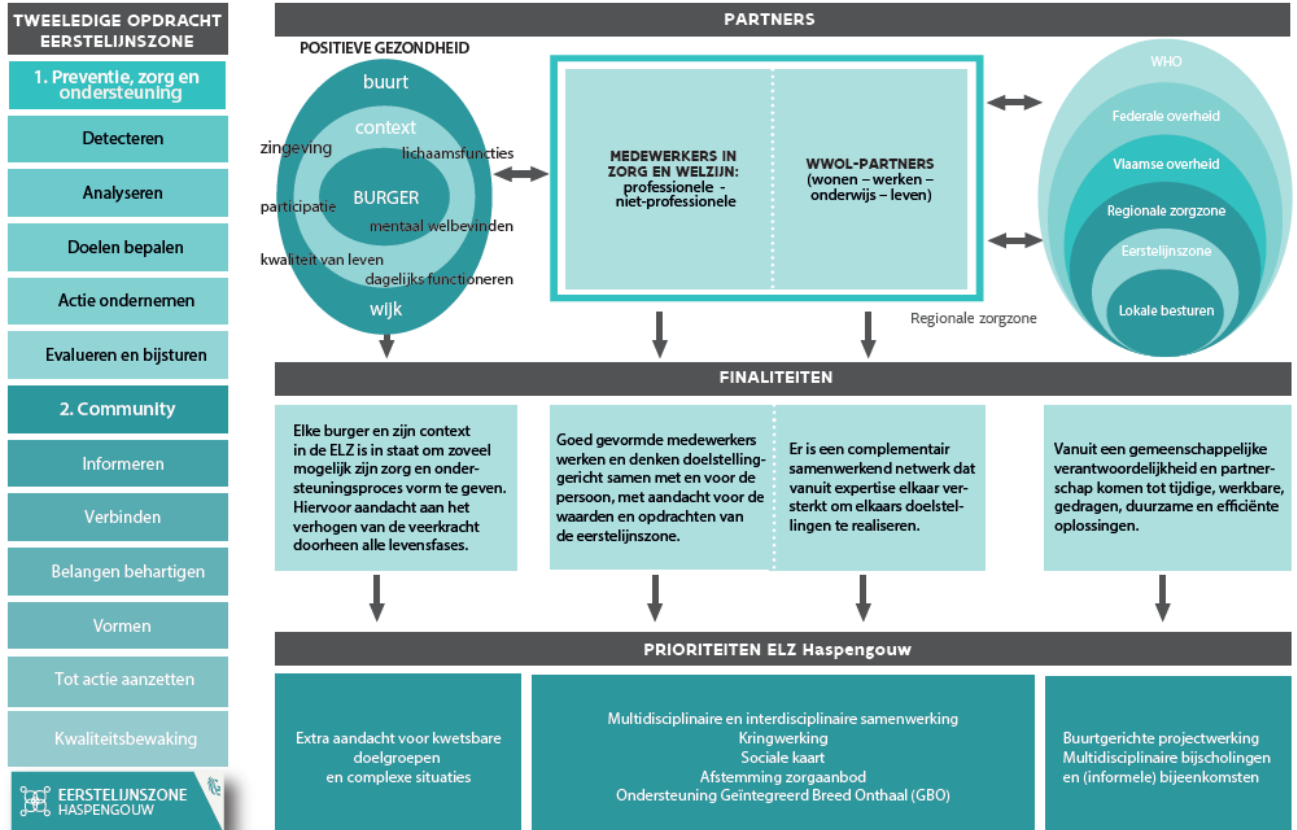 TWEELEDIGE OPDRACHT
EERSTELIJNSZONE
1. Preventie, zorg en
ondersteuning
Detecteren
Analyseren
Doelen bepalen
Actie ondernemen
Evalueren en bijsturen
2. Community
Informeren
Verbinden
Belangen behartigen
Vormen
Tot actie aanzetten
Kwaliteitsbewaking
EERSTELIJNSZONE
HASPENGOUW
PARTNERS
POSITIEVE GEZONDHEID
buurt
context
zingeving
lichaamsfuncties
BURGER
participatie
mentaal welbevinden
kwaliteit van leven
dagelijks functioneren
wijk
MEDEWERKERS IN
ZORG EN WELZIJN:
professionele -
niet-professionele
WWOL-PARTNERS
(wonen – werken –
onderwijs – leven)
WHO
Federale overheid
Vlaamse overheid
Regionale zorgzone
Eerstelijnszone
Lokale besturen
Regionale zorgzone
FINALITEITEN
Elke burger en zijn context
in de ELZ is in staat om zoveel
mogelijk zijn zorg en onder-
steuningsproces vorm te geven.
Hiervoor aandacht aan het
verhogen van de veerkracht
doorheen alle levensfases.
Goed gevormde medewerkers
werken en denken doelstelling-
gericht samen met en voor de
persoon, met aandacht voor de
waarden en opdrachten van
de eerstelijnszone.
Er is een complementair
samenwerkend netwerk dat
vanuit expertise elkaar ver-
sterkt om elkaars doelstel-
lingen te realiseren.
Vanuit een gemeenschappelijke
verantwoordelijkheid en partner-
schap komen tot tijdige, werkbare,
gedragen, duurzame en efficiënte
oplossingen.
PRIORITEITEN ELZ Haspengouw
Extra aandacht voor kwetsbare
doelgroepen
en complexe situaties
Multidisciplinaire en interdisciplinaire samenwerking
Kringwerking
Sociale kaart
Afstemming zorgaanbod
Ondersteuning Geïntegreerd Breed Onthaal (GBO)
Buurtgerichte projectwerking
Multidisciplinaire bijscholingen
en (informele) bijeenkomsten